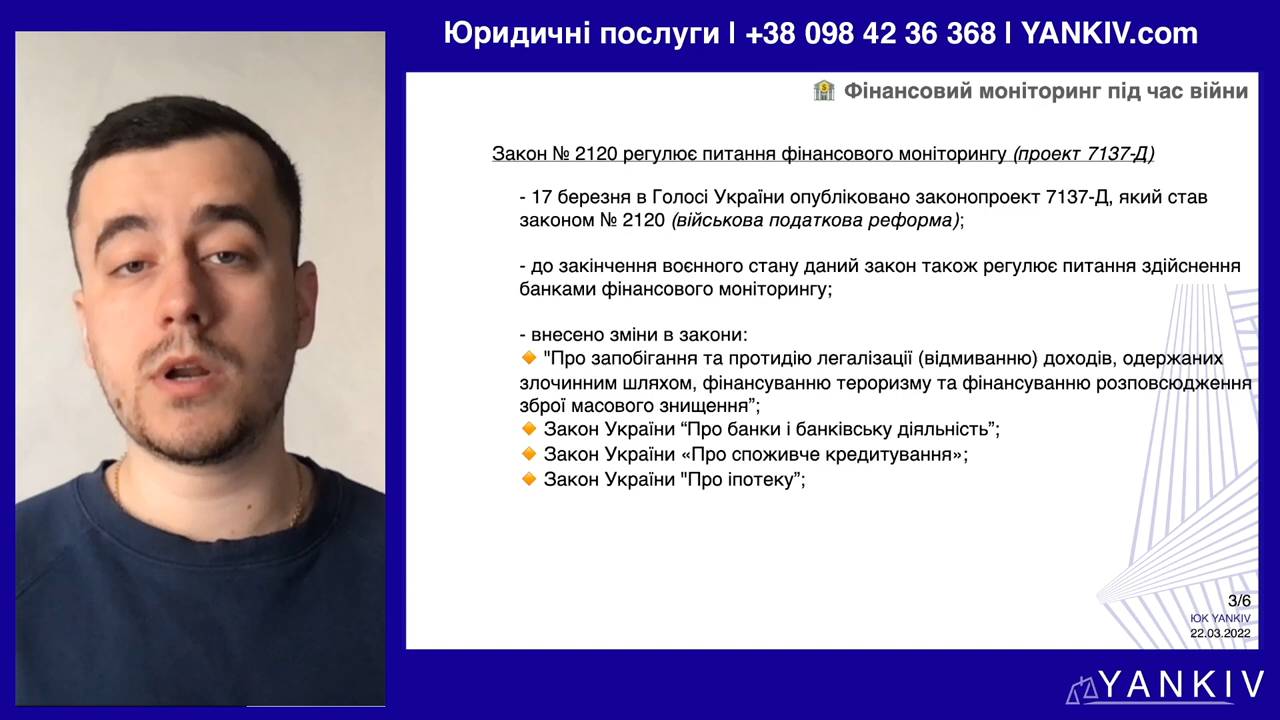 Юридичні послуги | +38 098 42 36 368 | YANKIV.com
🏦 Фінансовий моніторинг під час війни
Закон № 2120 регулює питання фінансового моніторингу (проект 7137-Д)
- 17 березня в Голосі України опубліковано законопроект 7137-Д, який став
законом № 2120 (військова податкова реформа);
- до закінчення воєнного стану даний закон також регулює питання здійснення
банками фінансового моніторингу;
- внесено зміни в закони:
🔸 "Про запобігання та протидію легалізації (відмиванню) доходів, одержаних
злочинним шляхом, фінансуванню тероризму та фінансуванню розповсюдження
зброї масового знищення”;
🔸 Закон України “Про банки і банківську діяльність”;
🔸 Закон України «Про споживче кредитування»;
🔸 Закон України "Про іпотеку”;
3/6
ЮК YANKIV
22.03.2022
YANKIV